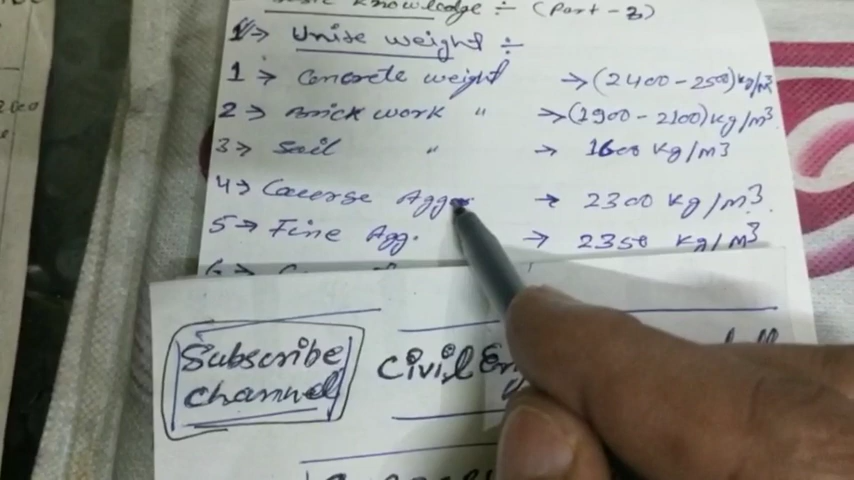 Knowledge ÷ (Part - 3)
1⇒ Unise weight ÷
1 → Concrete weight → (2400 - 2500) kg/m3
2 → Brick work " → (1900 - 2100) kg/m3
3 → Soil " → 1600 kg/m3
4 → Caurse Agg → 2300 kg/m3.
5 → Fine Agg. → 2350 kg/m3
Subscribe
channel
Civil